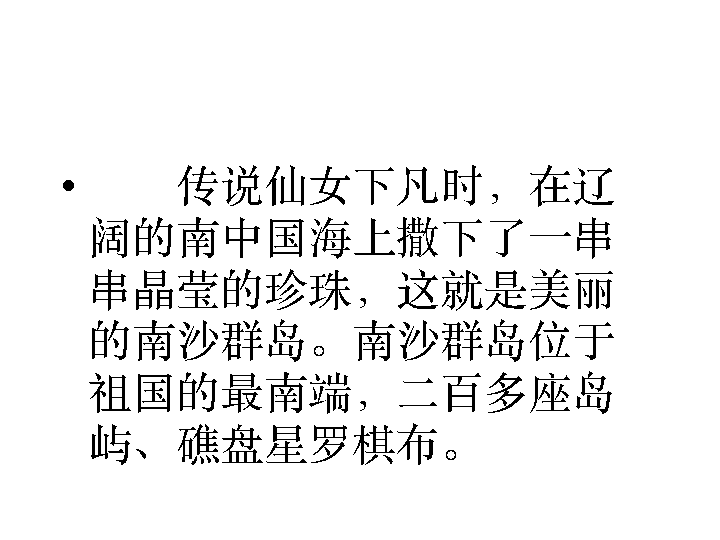 • 传说仙女下凡时，在辽
阔的南中国海上撒下了一串
串晶莹的珍珠，这就是美丽
的南沙群岛。南沙群岛位于
祖国的最南端，二百多座岛
屿、礁盘星罗棋布。